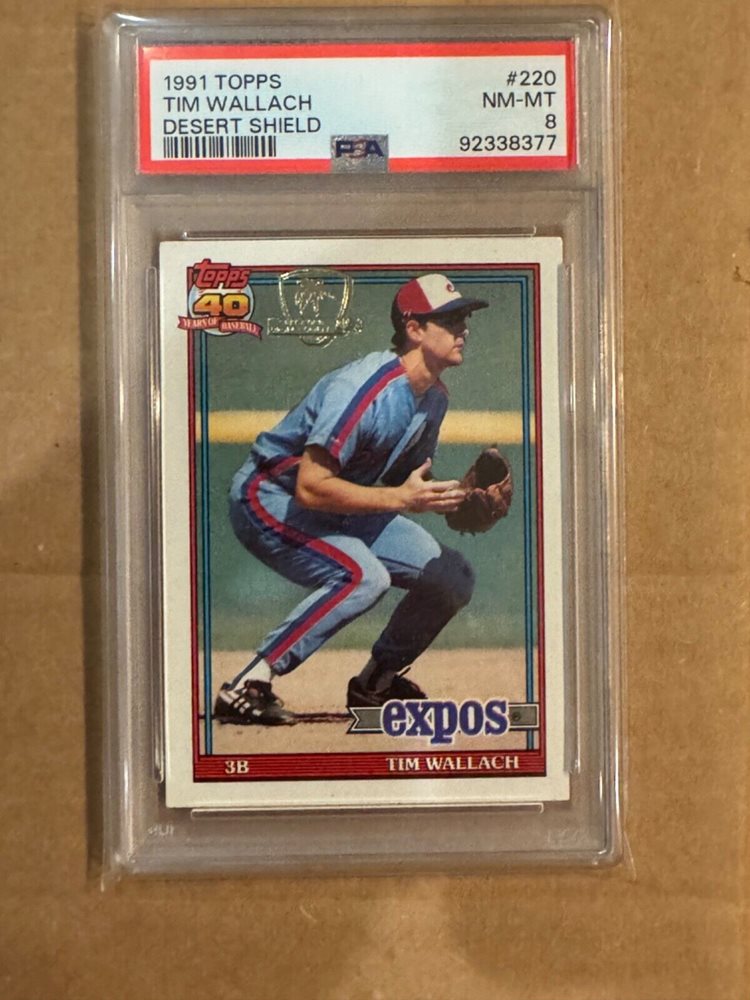 1991 TOPPS #220
TIM WALLACH NM-MT
DESERT SHIELD 8
PSA 92338377
Topps
40
YEARS OF BASEBALL
expos
3B TIM WALLACH